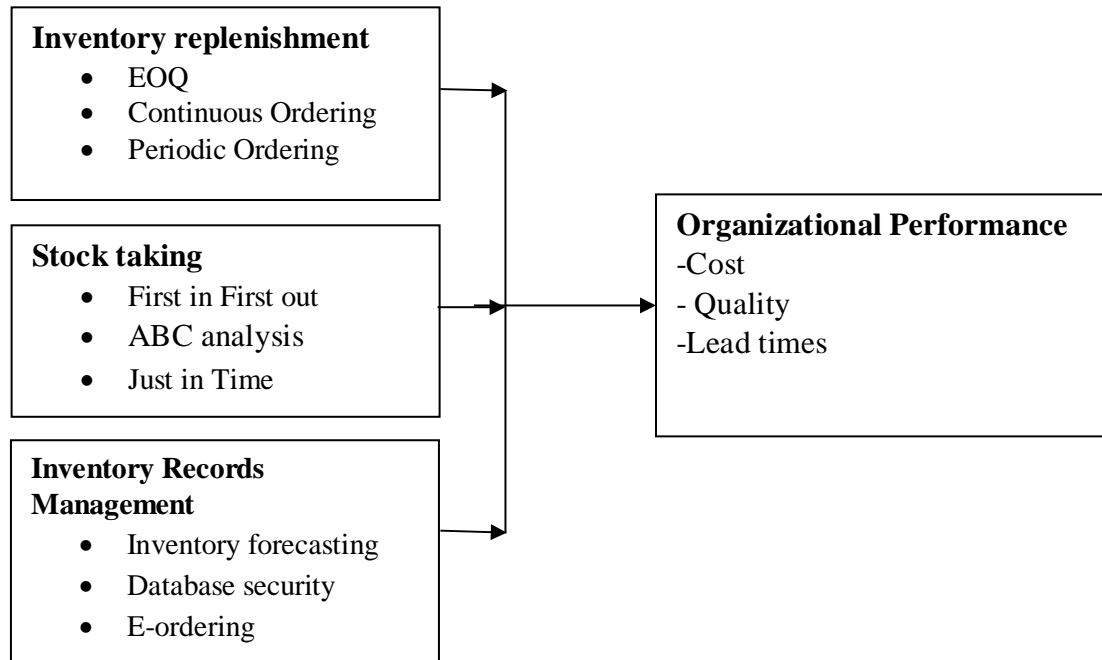 Inventory replenishment
• EOQ
• Continuous Ordering
• Periodic Ordering
Stock taking
• First in First out
• ABC analysis
• Just in Time
Inventory Records
Management
• Inventory forecasting
• Database security
• E-ordering
Organizational Performance
-Cost
- Quality
-Lead times